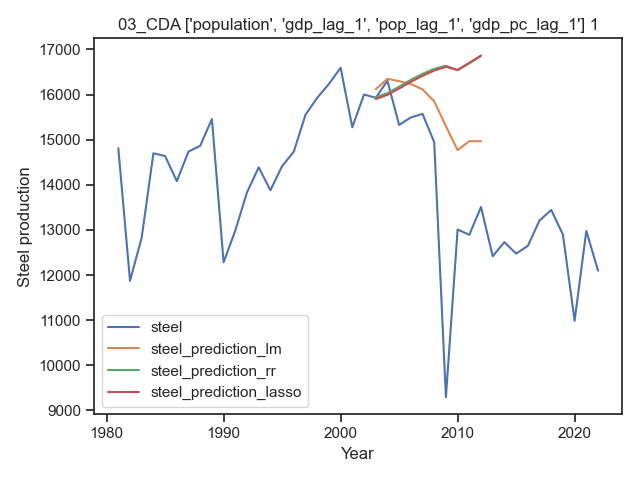 03_CDA ['population', 'gdp_lag_1', 'pop_lag_1', 'gdp_pc_lag_1'] 1
17000
16000
15000
14000
13000
12000
11000
10000
9000
Steel production
steel
steel_prediction_lm
steel_prediction_rr
steel_prediction_lasso
1980
1990
2000
2010
2020
Year